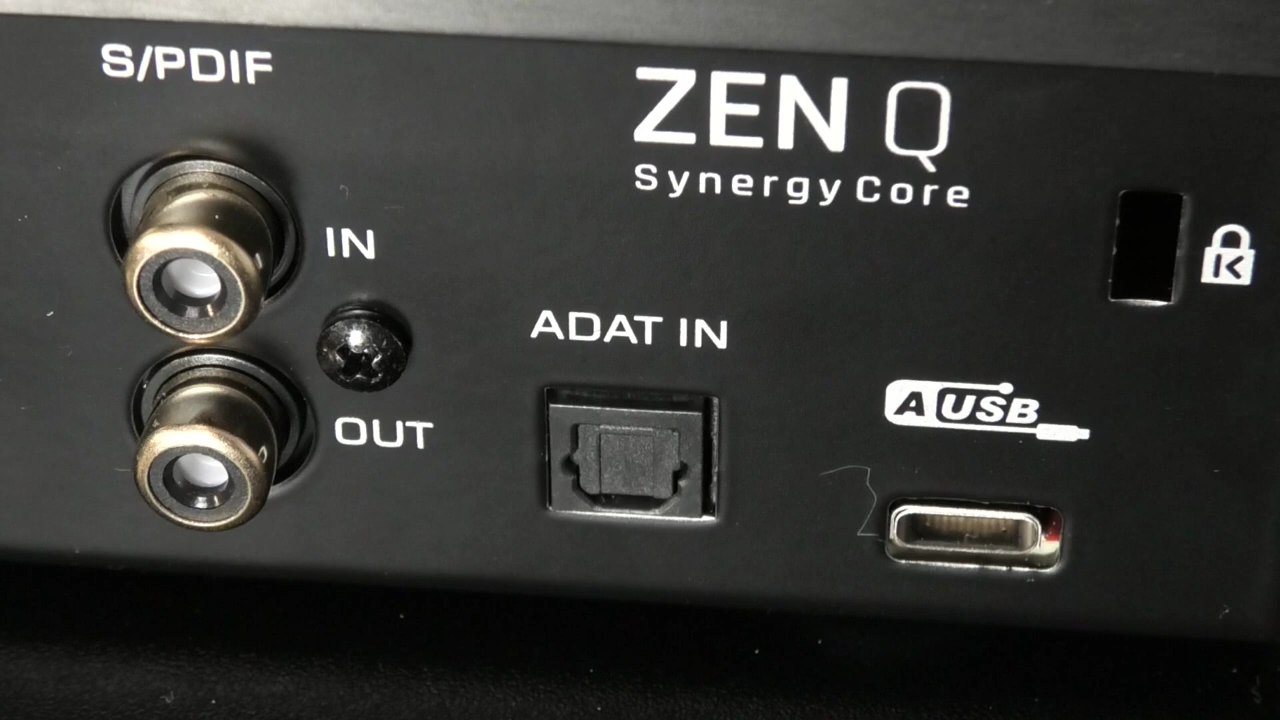 S/PDIF
ZEN Q
Synergy Core
IN
K
ADAT IN
A USB
OUT